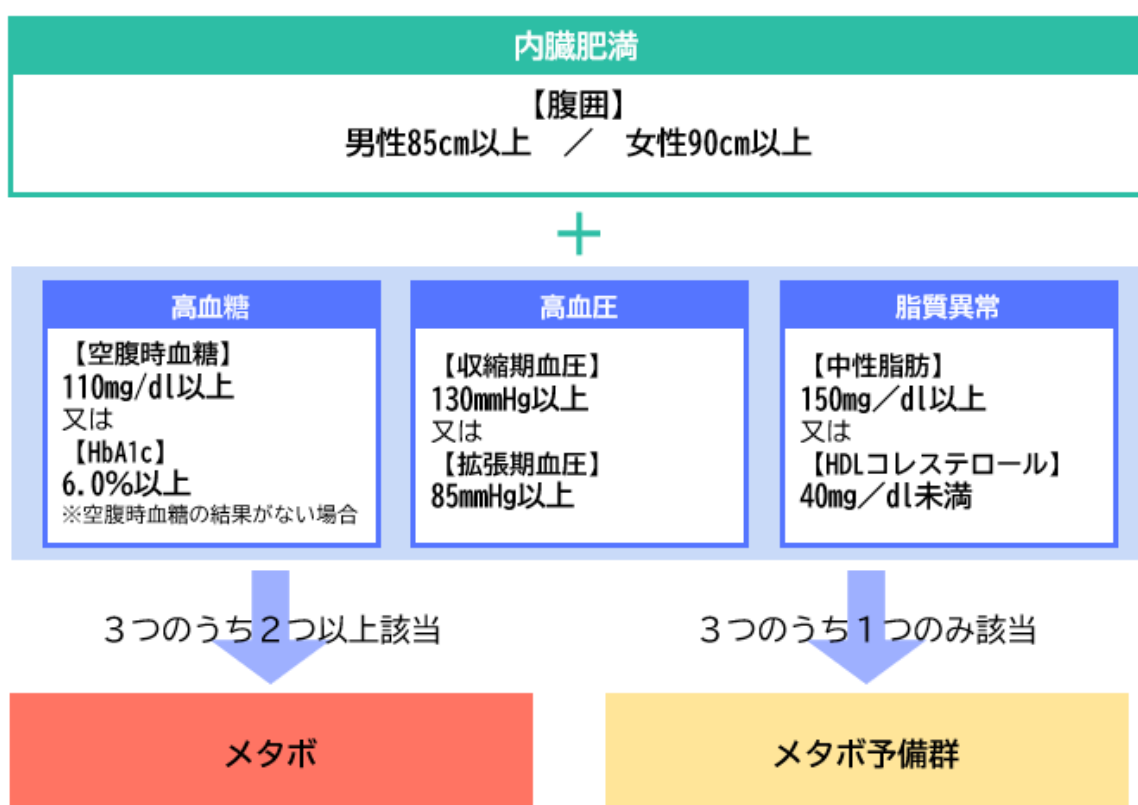 内臓肥満
【腹囲】
男性85cm以上　／　女性90cm以上
＋
高血糖
【空腹時血糖】
110mg/dl以上
又は
【HbA1c】
6.0%以上
※空腹時血糖の結果がない場合
高血圧
【収縮期血圧】
130mmHg以上
又は
【拡張期血圧】
85mmHg以上
脂質異常
【中性脂肪】
150mg／dl以上
又は
【HDLコレステロール】
40mg／dl未満
３つのうち２つ以上該当
３つのうち１つのみ該当
メタボ
メタボ予備群